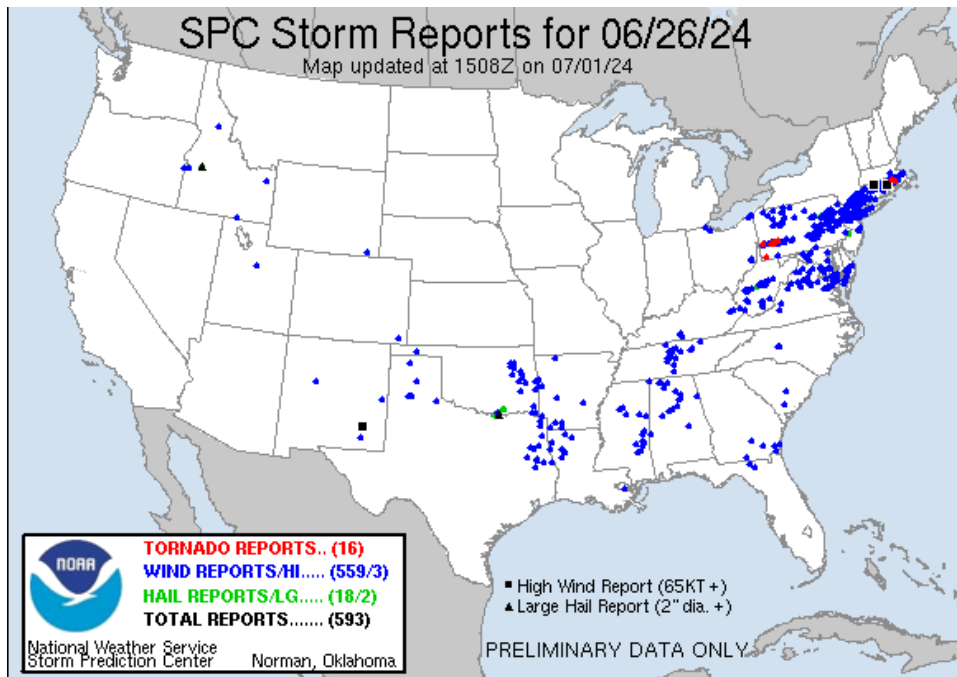 SPC Storm Reports for 06/26/24
Map updated at 1508Z on 07/01/24
NOAA
TORNADO REPORTS.. (16)
WIND REPORTS/HI..... (559/3)
HAIL REPORTS/LG..... (18/2)
TOTAL REPORTS....... (593)
National Weather Service
Storm Prediction Center Norman, Oklahoma
High Wind Report (65KT +)
Large Hail Report (2" dia. +)
PRELIMINARY DATA ONLY